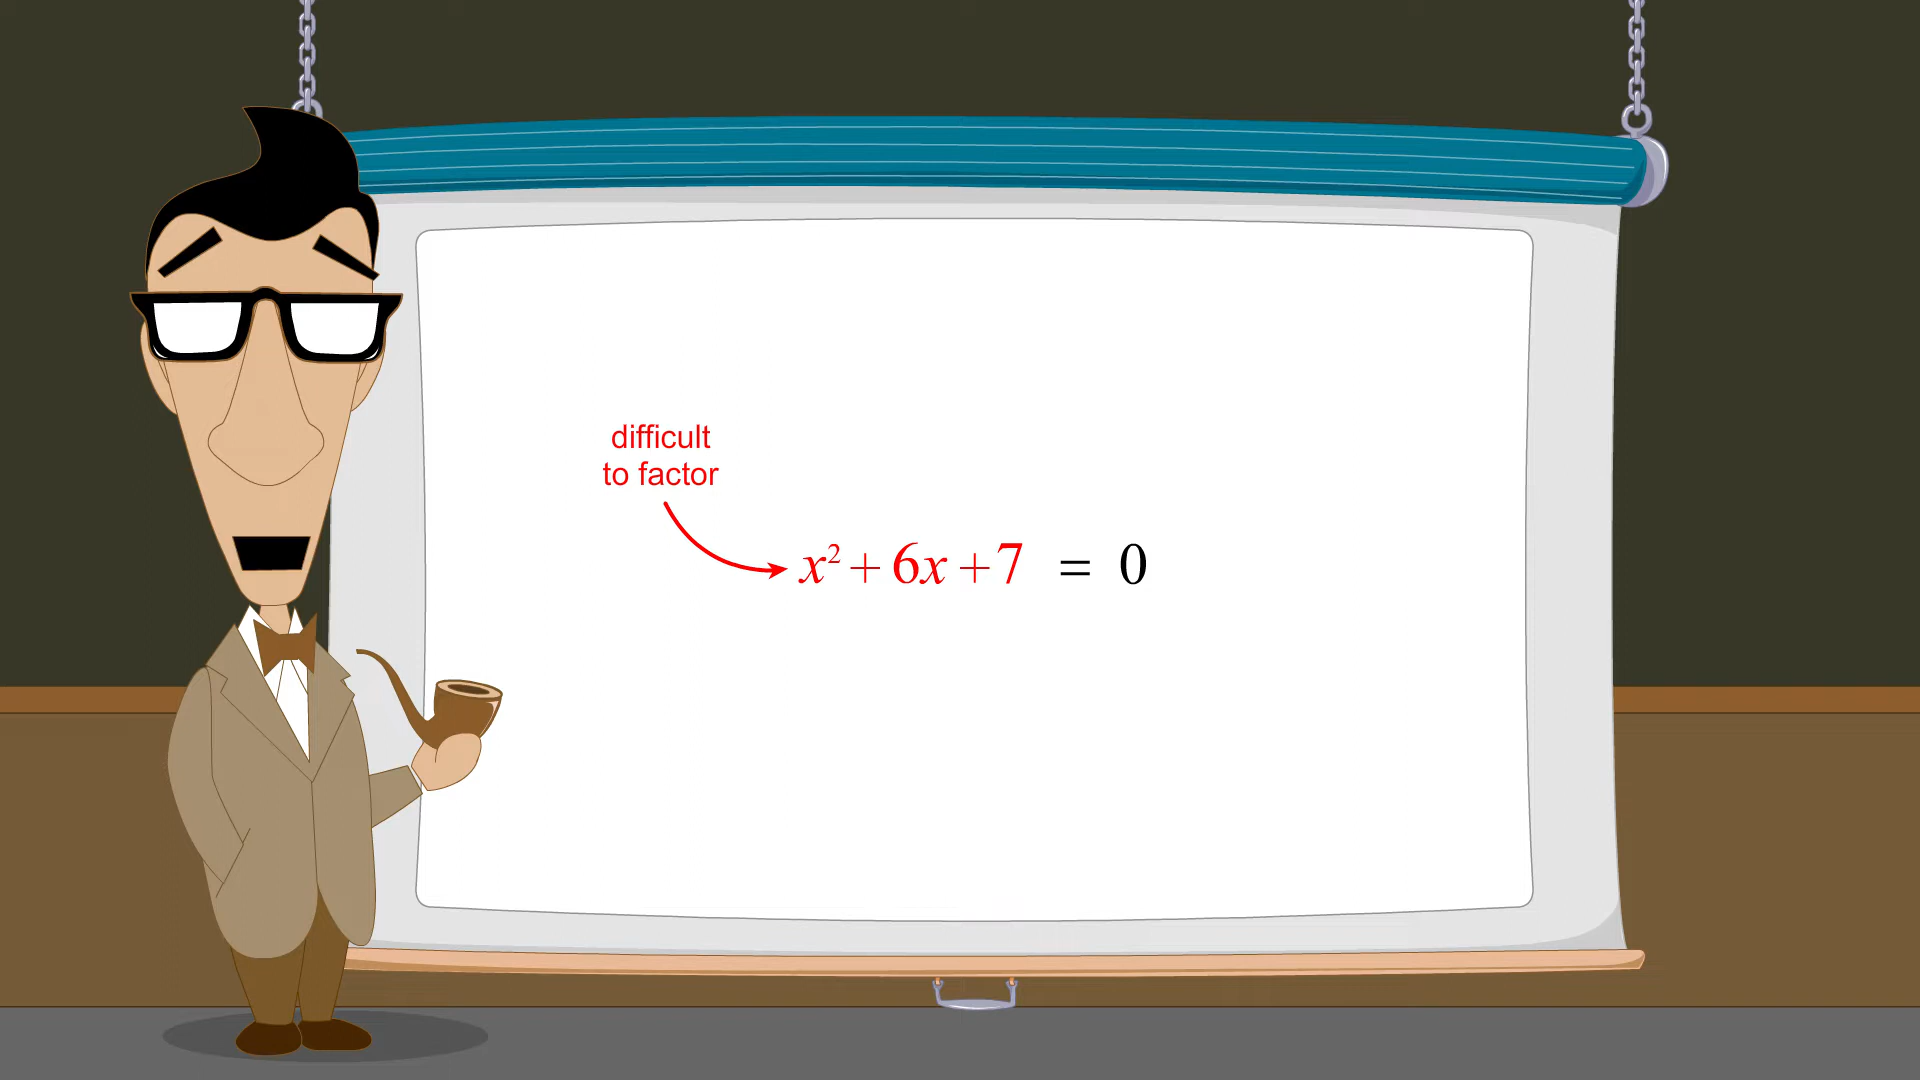 difficult
to factor
x² + 6x + 7 = 0